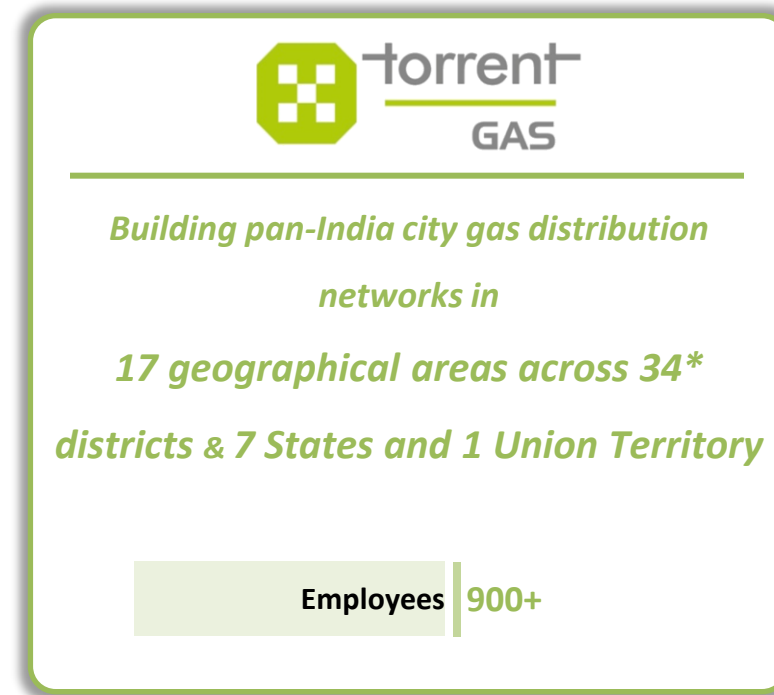 torrent
GAS
Building pan-India city gas distribution
networks in
17 geographical areas across 34*
districts & 7 States and 1 Union Territory
Employees 900+